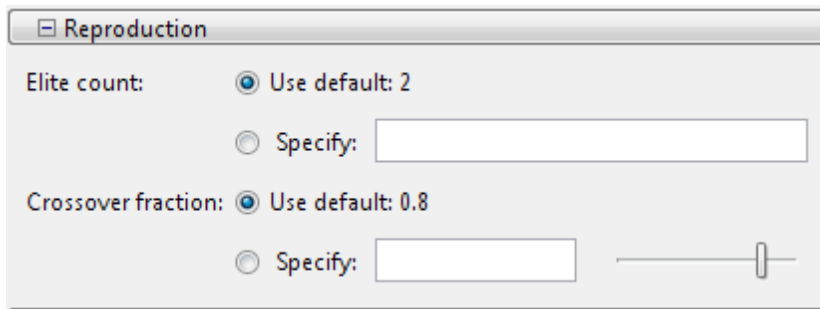 Reproduction
Elite count: Use default: 2
Specify:
Crossover fraction: Use default: 0.8
Specify: